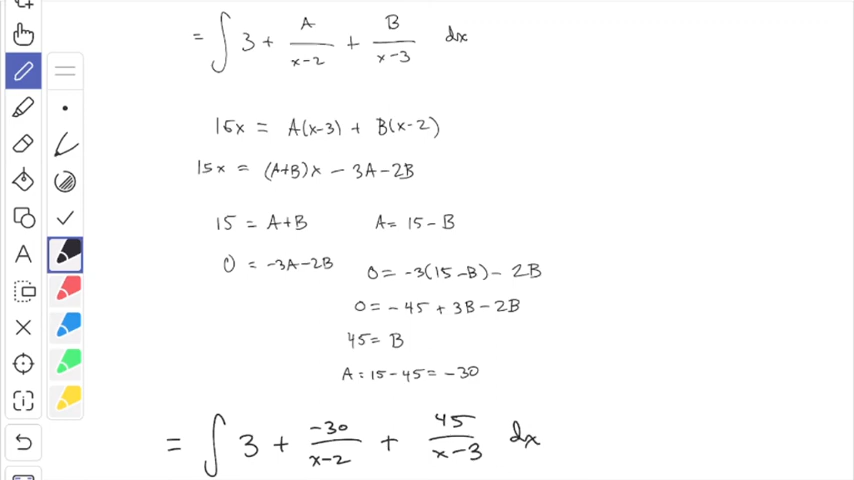 = ∫ 3 + A/(x-2) + B/(x-3) dx
15x = A(x-3) + B(x-2)
15x = (A+B)x - 3A-2B
15 = A+B A= 15-B
0 = -3A-2B 0= -3(15-B)-2B
0= -45 + 3B-2B
45= B
A= 15-45= -30
= ∫ 3 + -30/(x-2) + 45/(x-3) dx